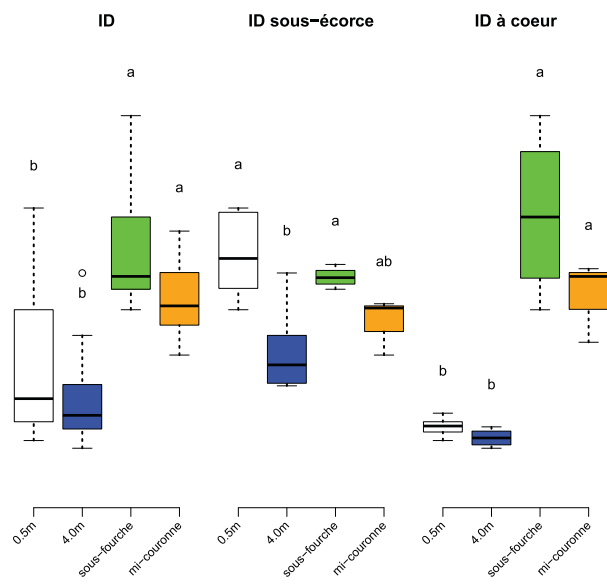 ID
ID sous−écorce
ID à coeur
a
b
a
b
a
b
a
ab
a
a
b
b
0.5m
4.0m
sous−fourche
mi−couronne
0.5m
4.0m
sous−fourche
mi−couronne
0.5m
4.0m
sous−fourche
mi−couronne